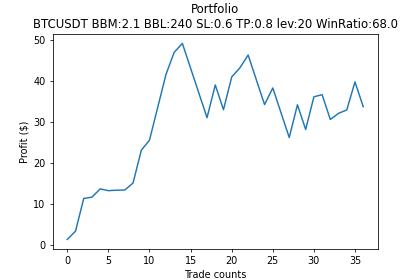 Portfolio
BTCUSDT BBM:2.1 BBL:240 SL:0.6 TP:0.8 lev:20 WinRatio:68.0
50
40
30
20
10
0
Profit ($)
0 5 10 15 20 25 30 35
Trade counts